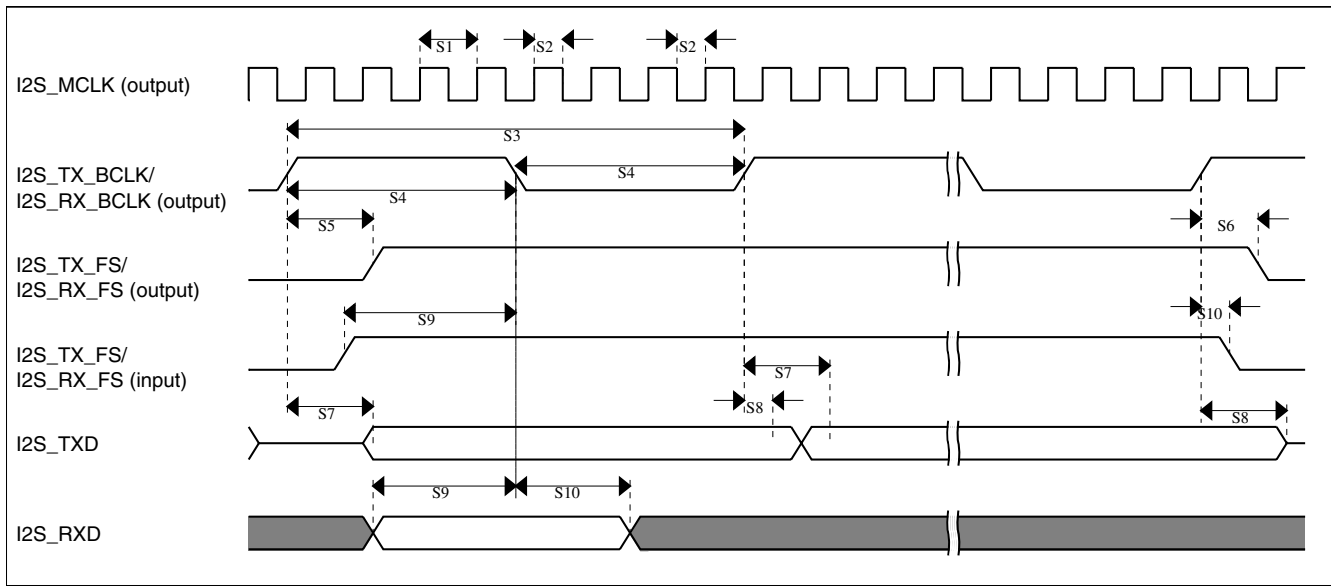 S1 S2 S2
I2S_MCLK (output)
S3
I2S_TX_BCLK/
I2S_RX_BCLK (output)
S4
S4
S5 S6
I2S_TX_FS/
I2S_RX_FS (output)
S9 S10
I2S_TX_FS/
I2S_RX_FS (input)
S7
S7 S8 S8
I2S_TXD
S9 S10
I2S_RXD